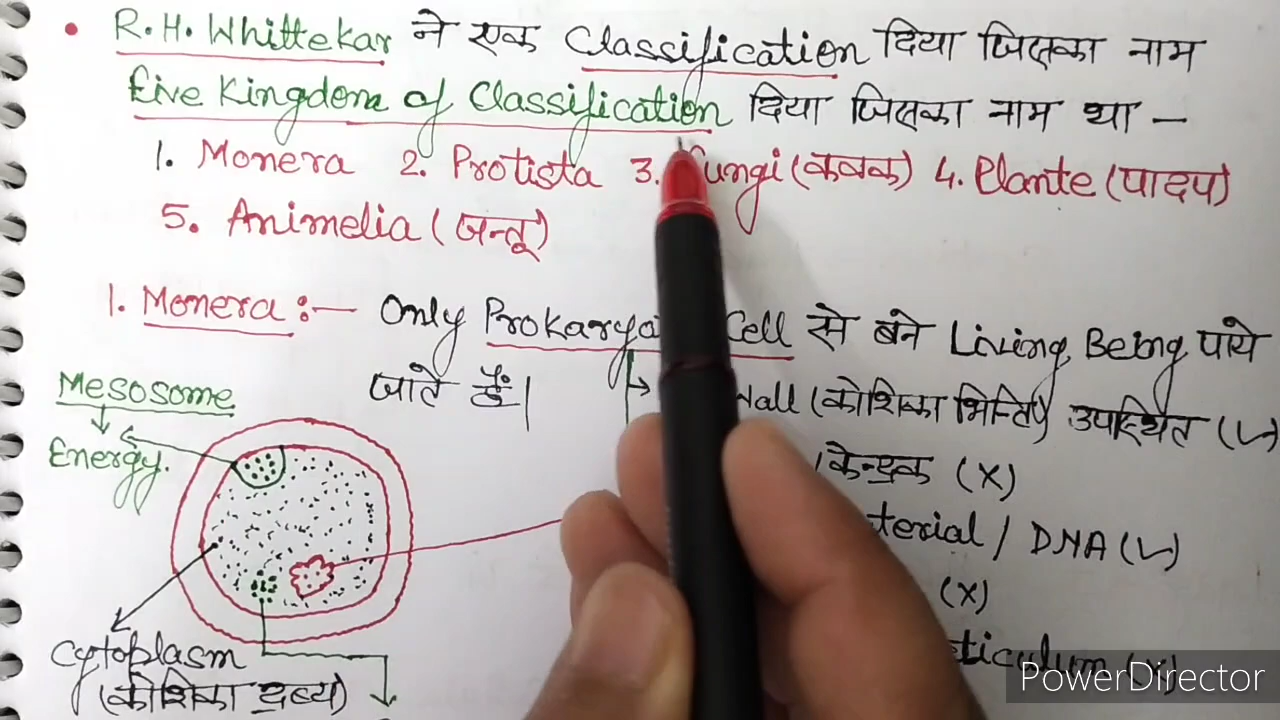 R.H. Whittekar ने एक Classification दिया जिसका नाम
five Kingdom of Classification दिया जिसका नाम था –
1. Monera 2. Protista 3. (कवक) 4. Plante (पादप)
5. Animelia (जन्तू)
1. Monera :— Only Cell से बने Living Being पाये
जाते हैं।
(कोशिका भित्ति) उपस्थित (✓)
केन्द्रक (X)
/ DNA (✓)
(X)
(X)
Mesosome
Energy.
Cytoplasm
(कोशिका द्रव्य)
PowerDirector